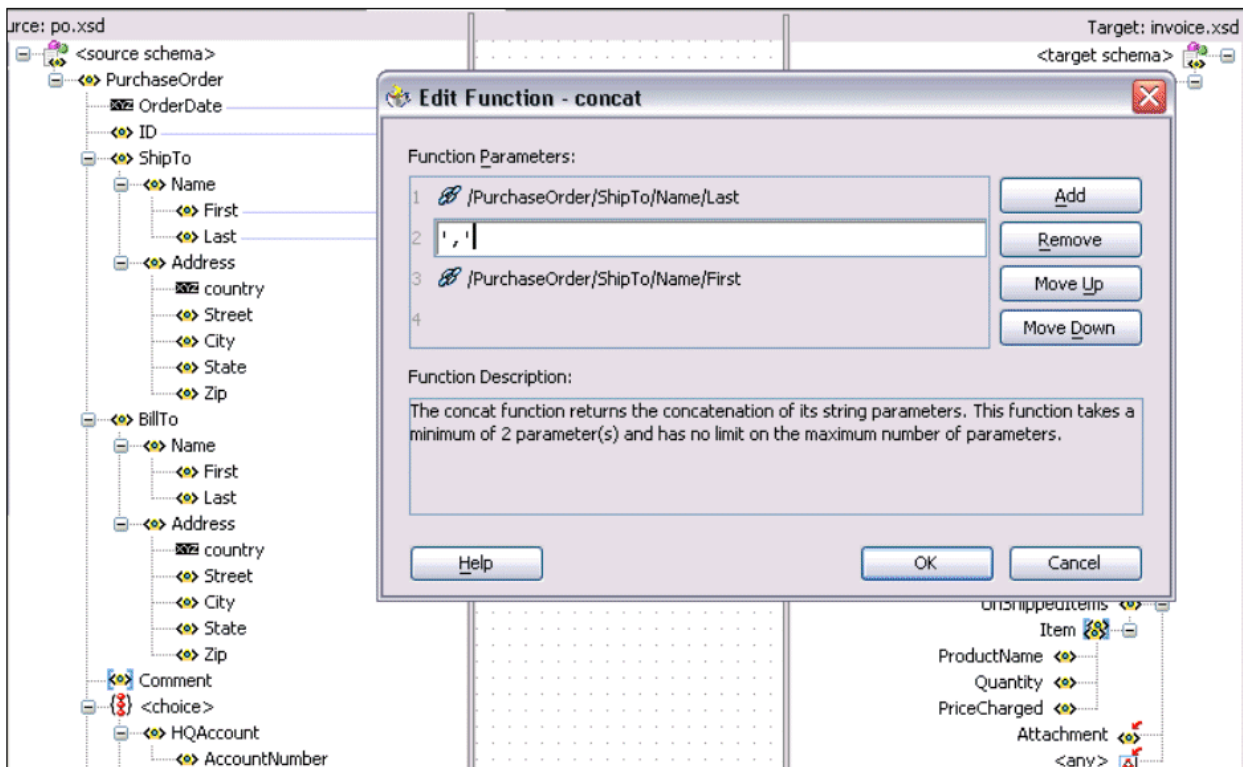 urce: po.xsd
Target: invoice.xsd
<source schema>
<target schema>
PurchaseOrder
OrderDate
ID
ShipTo
Name
First
Last
Address
country
Street
City
State
Zip
BillTo
Name
First
Last
Address
country
Street
City
State
Zip
Comment
<choice>
HQAccount
AccountNumber
Edit Function - concat
Function Parameters:
1 /PurchaseOrder/ShipTo/Name/Last
2 ','
3 /PurchaseOrder/ShipTo/Name/First
4
Add
Remove
Move Up
Move Down
Function Description:
The concat function returns the concatenation of its string parameters. This function takes a
minimum of 2 parameter(s) and has no limit on the maximum number of parameters.
Help
OK
Cancel
UnShippedItems
Item
ProductName
Quantity
PriceCharged
Attachment
<any>